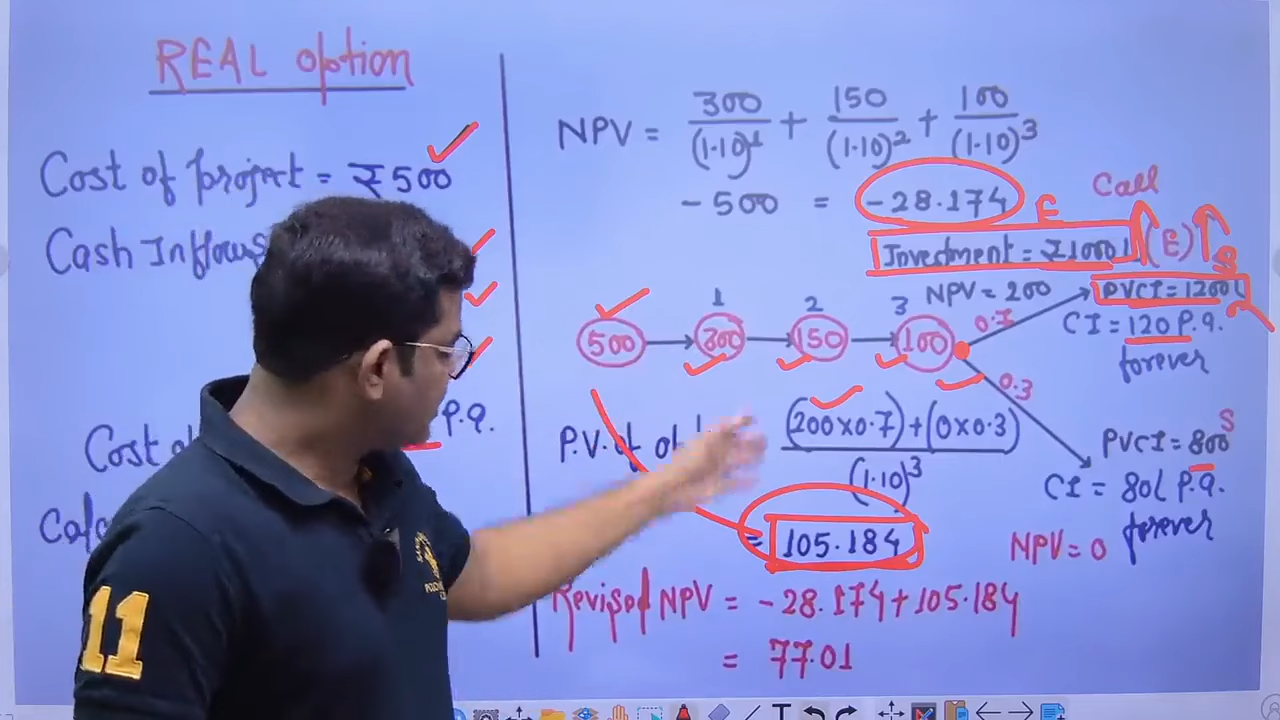 REAL option
Cost of project = ₹500
Cash Inflows
Cost of
P.a.
NPV = 300/(1.10)^1 + 150/(1.10)^2 + 100/(1.10)^3
-500 = -28.174
Call
E
Investment = ₹1000 (E)
S
NPV = 200
PVCI = 1200
0.7
CI = 120 P.a.
forever
1 2 3
500 300 150 100
0.3
P.V. of
(200×0.7)+(0×0.3)
(1.10)^3
S
PVCI = 800
CI = 80L P.a.
forever
= 105.184
NPV = 0
Revised NPV = -28.174+105.184
= 77.01
11